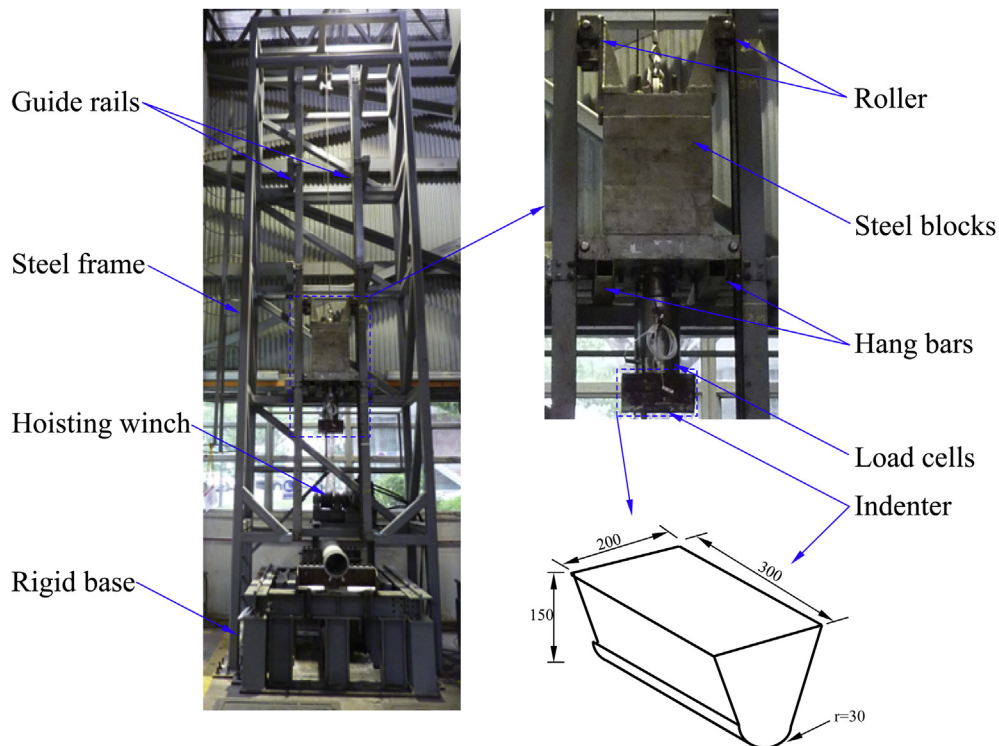 Guide rails
Steel frame
Hoisting winch
Rigid base
Roller
Steel blocks
Hang bars
Load cells
Indenter
200
300
150
r=30